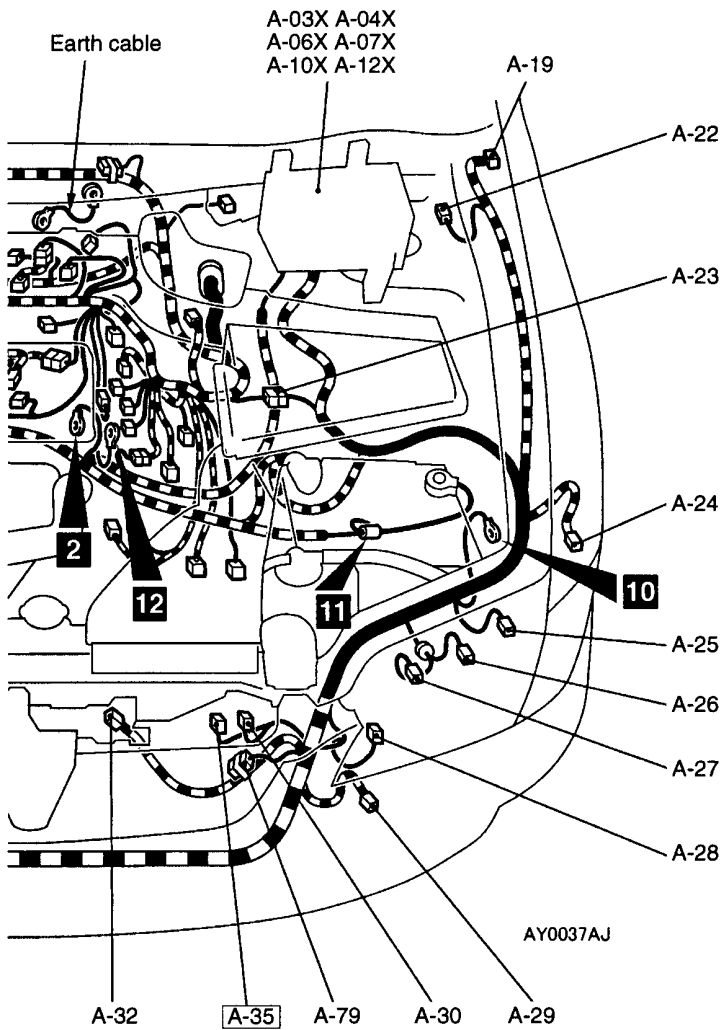 Earth cable
A-03X A-04X
A-06X A-07X
A-10X A-12X
A-19
A-22
A-23
A-24
2
12
11
10
A-25
A-26
A-27
A-28
AY0037AJ
A-32
A-35
A-79
A-30
A-29